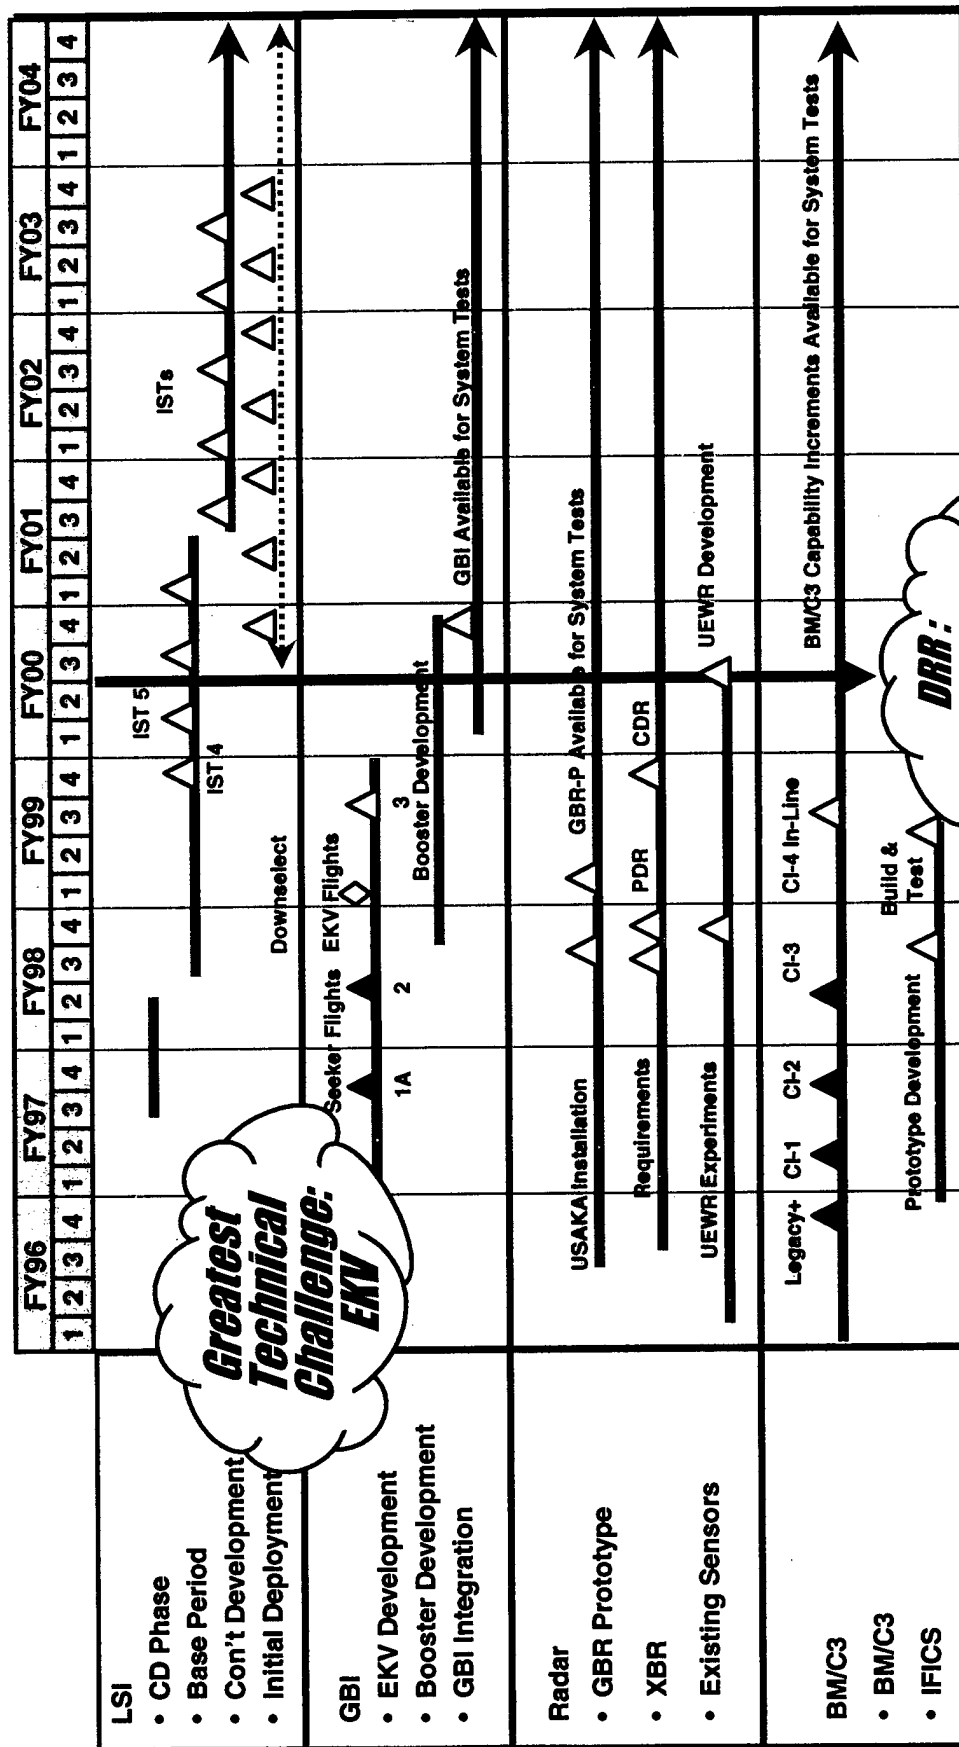 FY96 FY97 FY98 FY99 FY00 FY01 FY02 FY03 FY04
1 2 3 4 1 2 3 4 1 2 3 4 1 2 3 4 1 2 3 4 1 2 3 4 1 2 3 4 1 2 3 4 1 2 3 4
LSI
• CD Phase
• Base Period
• Con't Development
• Initial Deployment
IST 5
IST 4
ISTs
Greatest
Technical
Challenge:
EKV
Downselect
GBI
• EKV Development
• Booster Development
• GBI Integration
Seeker Flights
EKV Flights
1A
2
3
Booster Development
GBI Available for System Tests
Radar
• GBR Prototype
• XBR
• Existing Sensors
USAKA Installation
GBR-P Available for System Tests
Requirements
PDR
CDR
UEWR Experiments
UEWR Development
BM/C3
• BM/C3
• IFICS
Legacy+
CI-1
CI-2
CI-3
CI-4 In-Line
BM/C3 Capability Increments Available for System Tests
Prototype Development
Build &
Test
DRR: